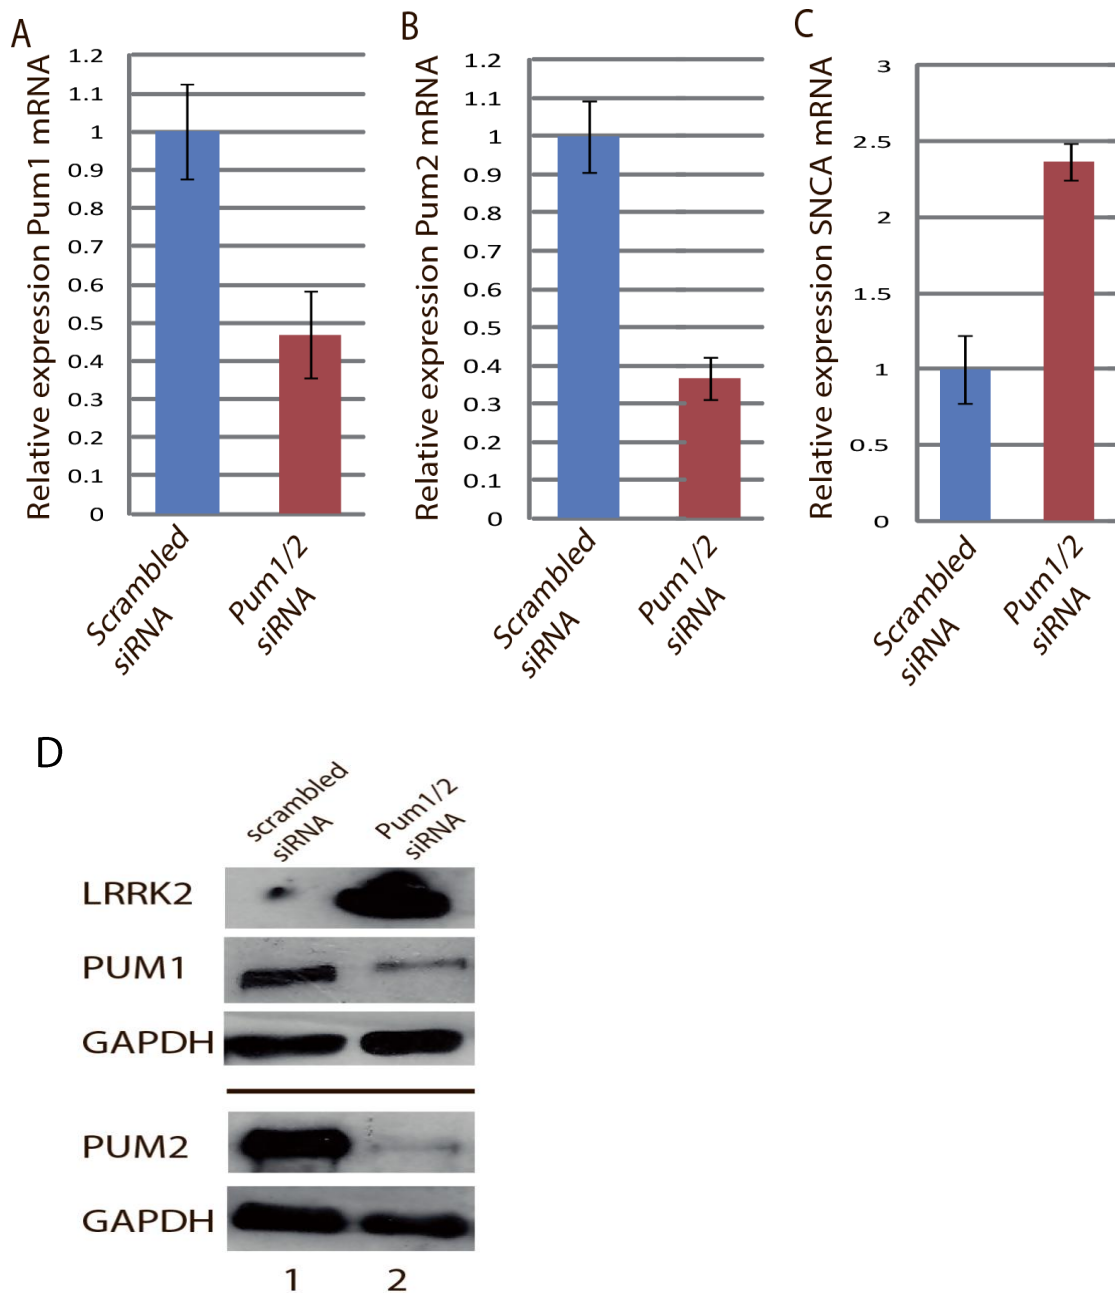 A
Relative expression Pum1 mRNA
1.2
1.1
1
0.9
0.8
0.7
0.6
0.5
0.4
0.3
0.2
0.1
0
Scrambled
siRNA
Pum1/2
siRNA
B
Relative expression Pum2 mRNA
1.2
1.1
1
0.9
0.8
0.7
0.6
0.5
0.4
0.3
0.2
0.1
0
Scrambled
siRNA
Pum1/2
siRNA
C
Relative expression SNCA mRNA
3
2.5
2
1.5
1
0.5
0
Scrambled
siRNA
Pum1/2
siRNA
D
scrambled
siRNA
Pum1/2
siRNA
LRRK2
PUM1
GAPDH
PUM2
GAPDH
1 2